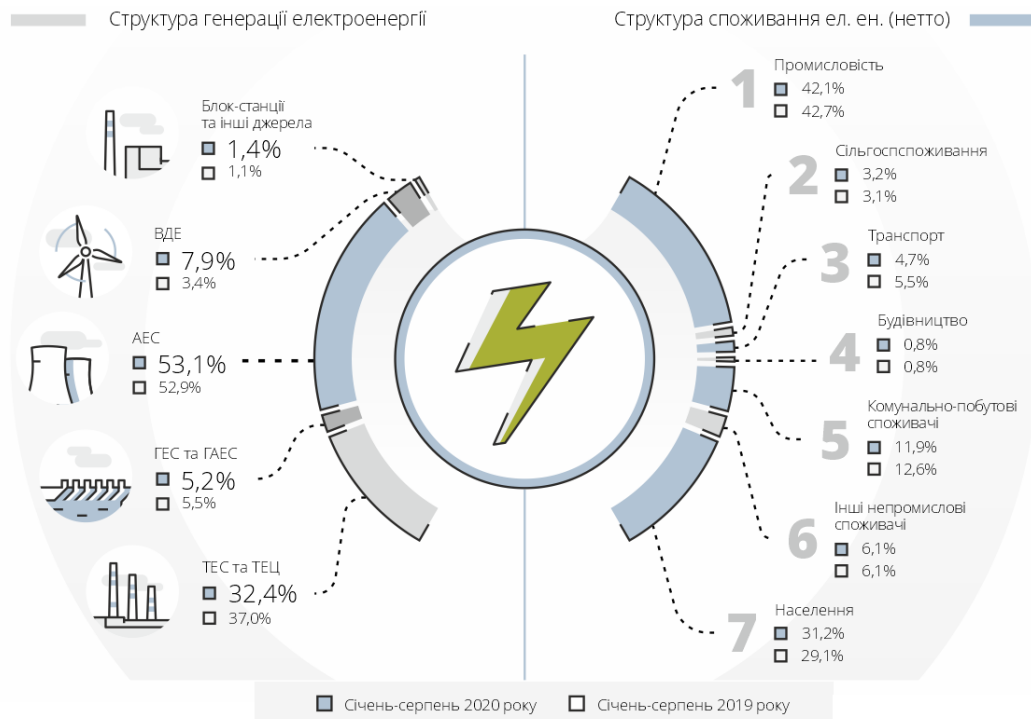 Структура генерації електроенергії
Блок-станції
та інші джерела
1,4%
1,1%
ВДЕ
7,9%
3,4%
АЕС
53,1%
52,9%
ГЕС та ГАЕС
5,2%
5,5%
ТЕС та ТЕЦ
32,4%
37,0%
Структура споживання ел. ен. (нетто)
1
Промисловість
42,1%
42,7%
2
Сільгоспспоживання
3,2%
3,1%
3
Транспорт
4,7%
5,5%
4
Будівництво
0,8%
0,8%
5
Комунально-побутові
споживачі
11,9%
12,6%
6
Інші непромислові
споживачі
6,1%
6,1%
7
Населення
31,2%
29,1%
Січень-серпень 2020 року
Січень-серпень 2019 року